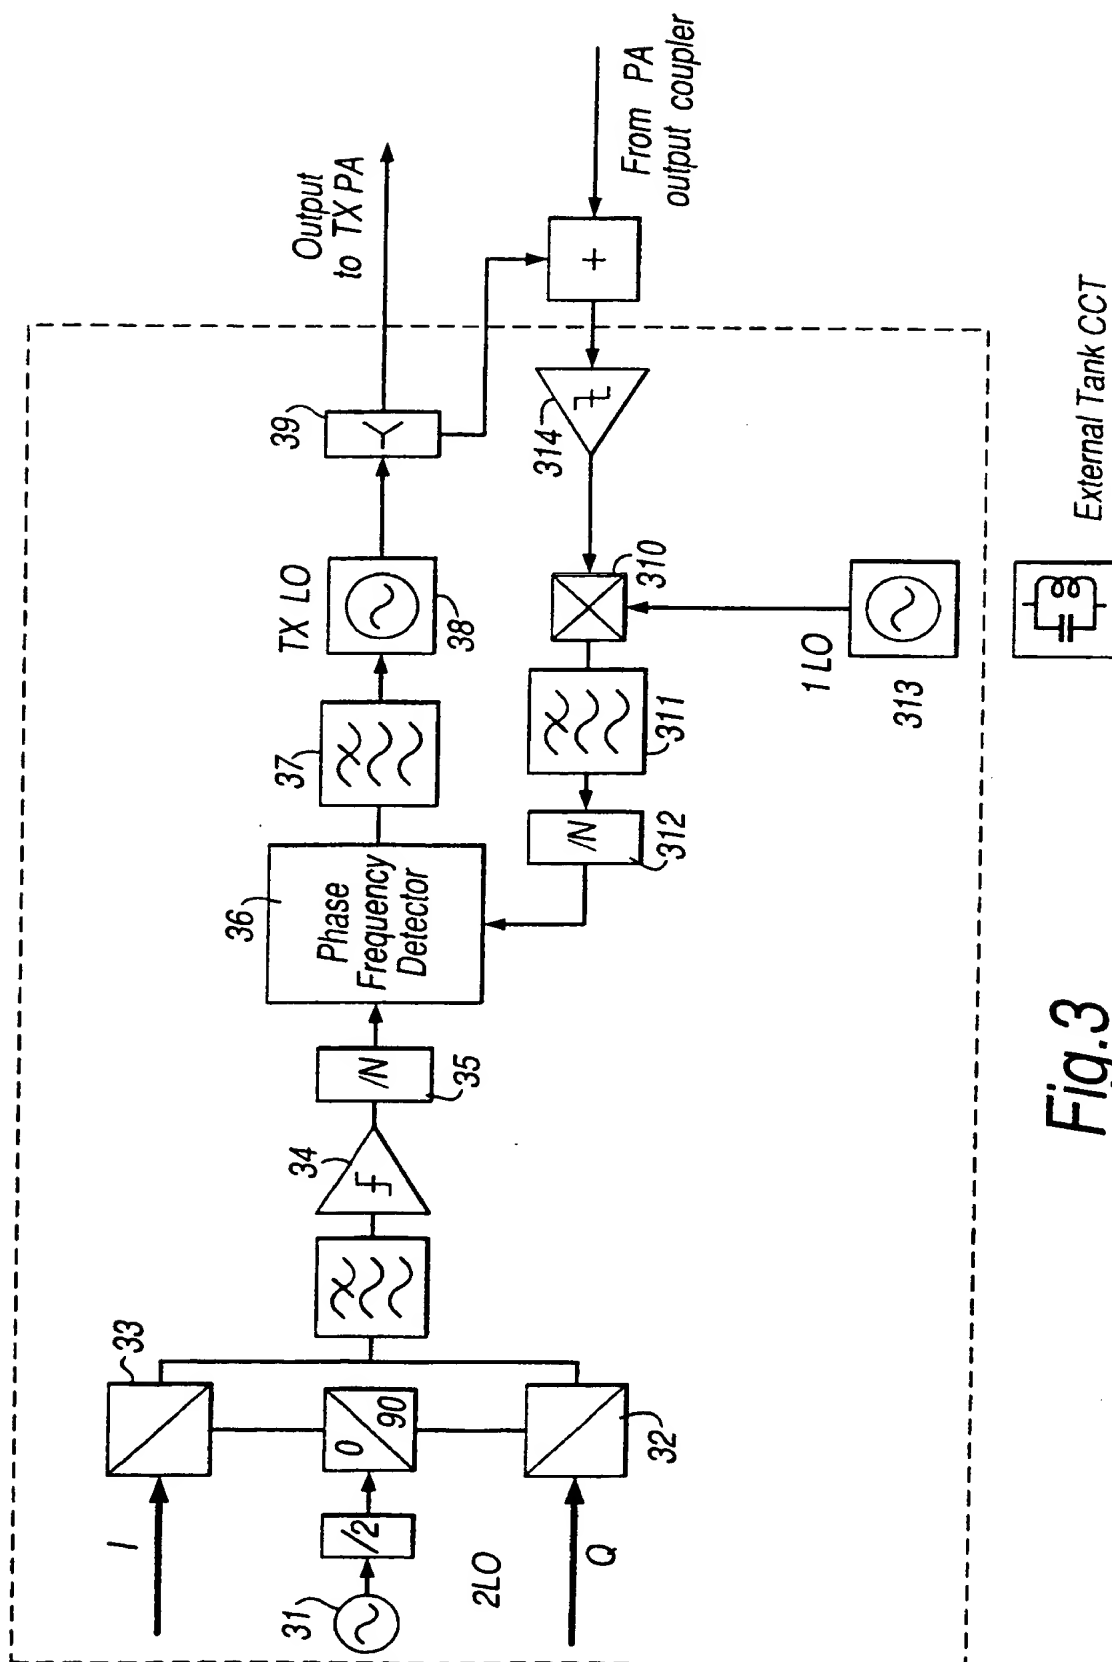 I
33
31
/2
0
90
2LO
Q
32
34
/N
35
36
Phase
Frequency
Detector
37
TX LO
38
39
Output
to TX PA
From PA
output coupler
+
314
310
311
/N
312
1 LO
313
External Tank CCT
Fig.3